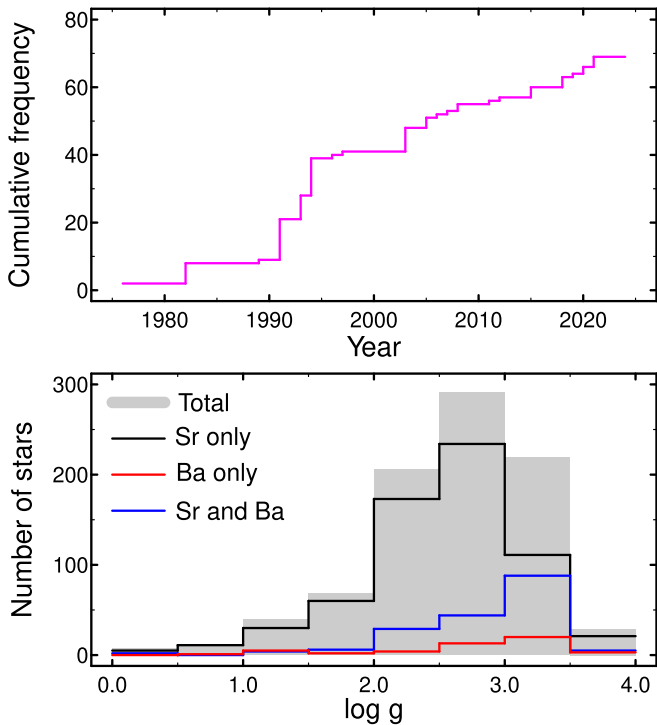 80
60
40
20
0
Cumulative frequency
1980 1990 2000 2010 2020
Year
300
200
100
0
Number of stars
Total
Sr only
Ba only
Sr and Ba
0.0 1.0 2.0 3.0 4.0
log g